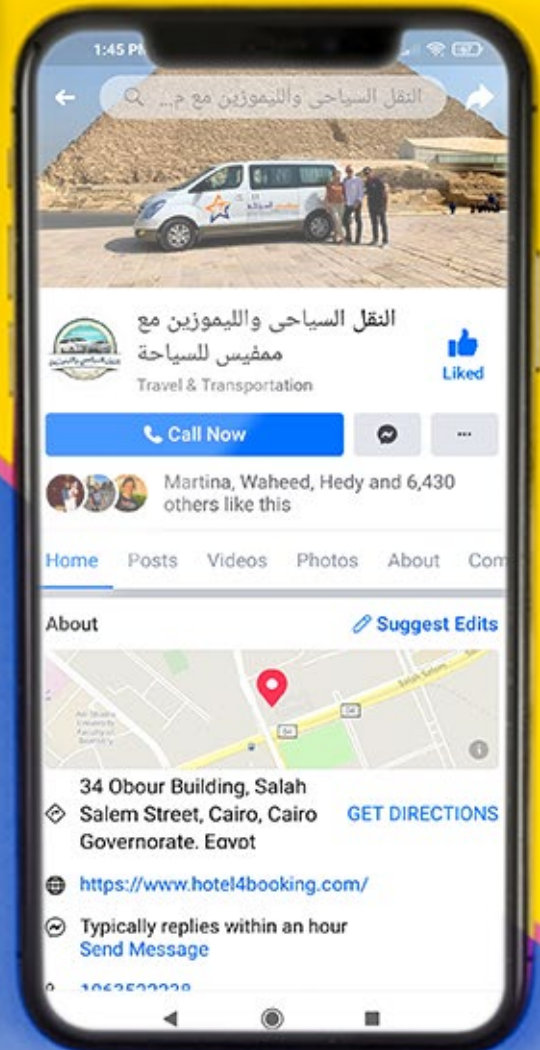 1:45 PM
النقل السياحى والليموزين مع م...
النقل السياحى والليموزين مع
ممفيس للسياحة
Travel & Transportation
Liked
Call Now
Martina, Waheed, Hedy and 6,430
others like this
Home Posts Videos Photos About Com
About
Suggest Edits
Salah Salem
34 Obour Building, Salah
Salem Street, Cairo, Cairo
Governorate, Egypt
GET DIRECTIONS
https://www.hotel4booking.com/
Typically replies within an hour
Send Message